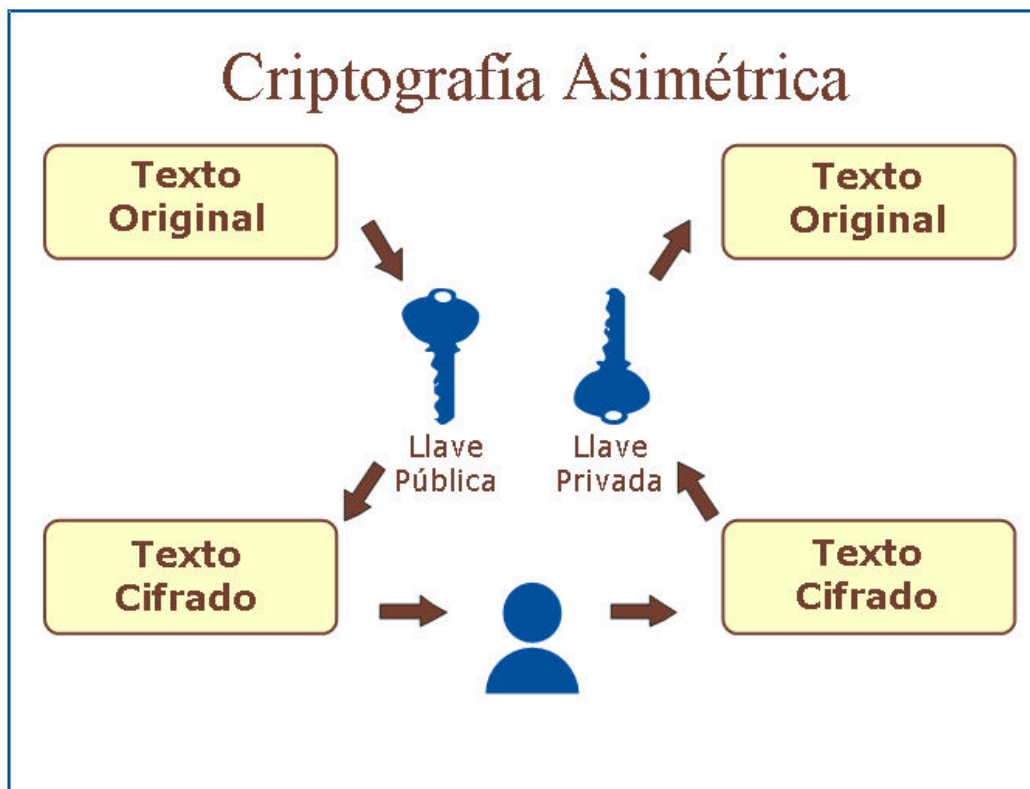 Criptografía Asimétrica
Texto
Original
Texto
Original
Llave
Pública
Llave
Privada
Texto
Cifrado
Texto
Cifrado